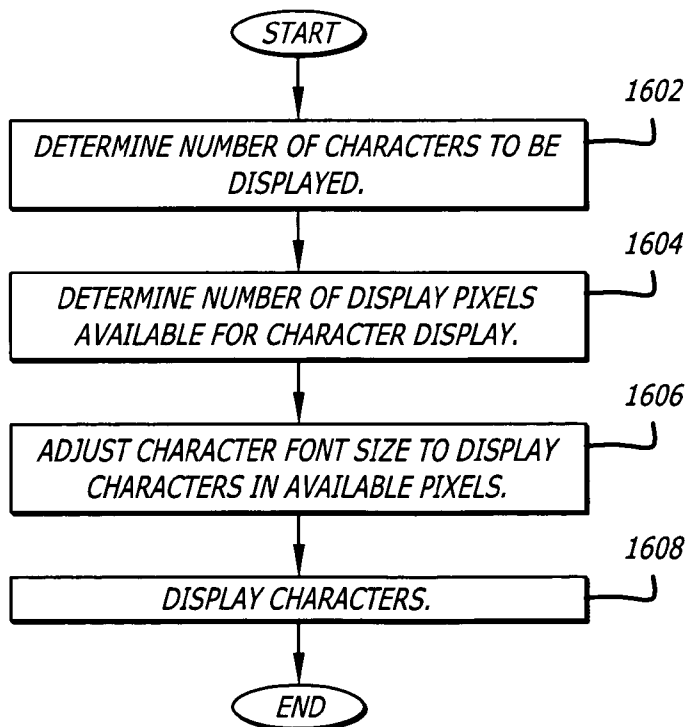 START
1602
DETERMINE NUMBER OF CHARACTERS TO BE
DISPLAYED.
1604
DETERMINE NUMBER OF DISPLAY PIXELS
AVAILABLE FOR CHARACTER DISPLAY.
1606
ADJUST CHARACTER FONT SIZE TO DISPLAY
CHARACTERS IN AVAILABLE PIXELS.
1608
DISPLAY CHARACTERS.
END